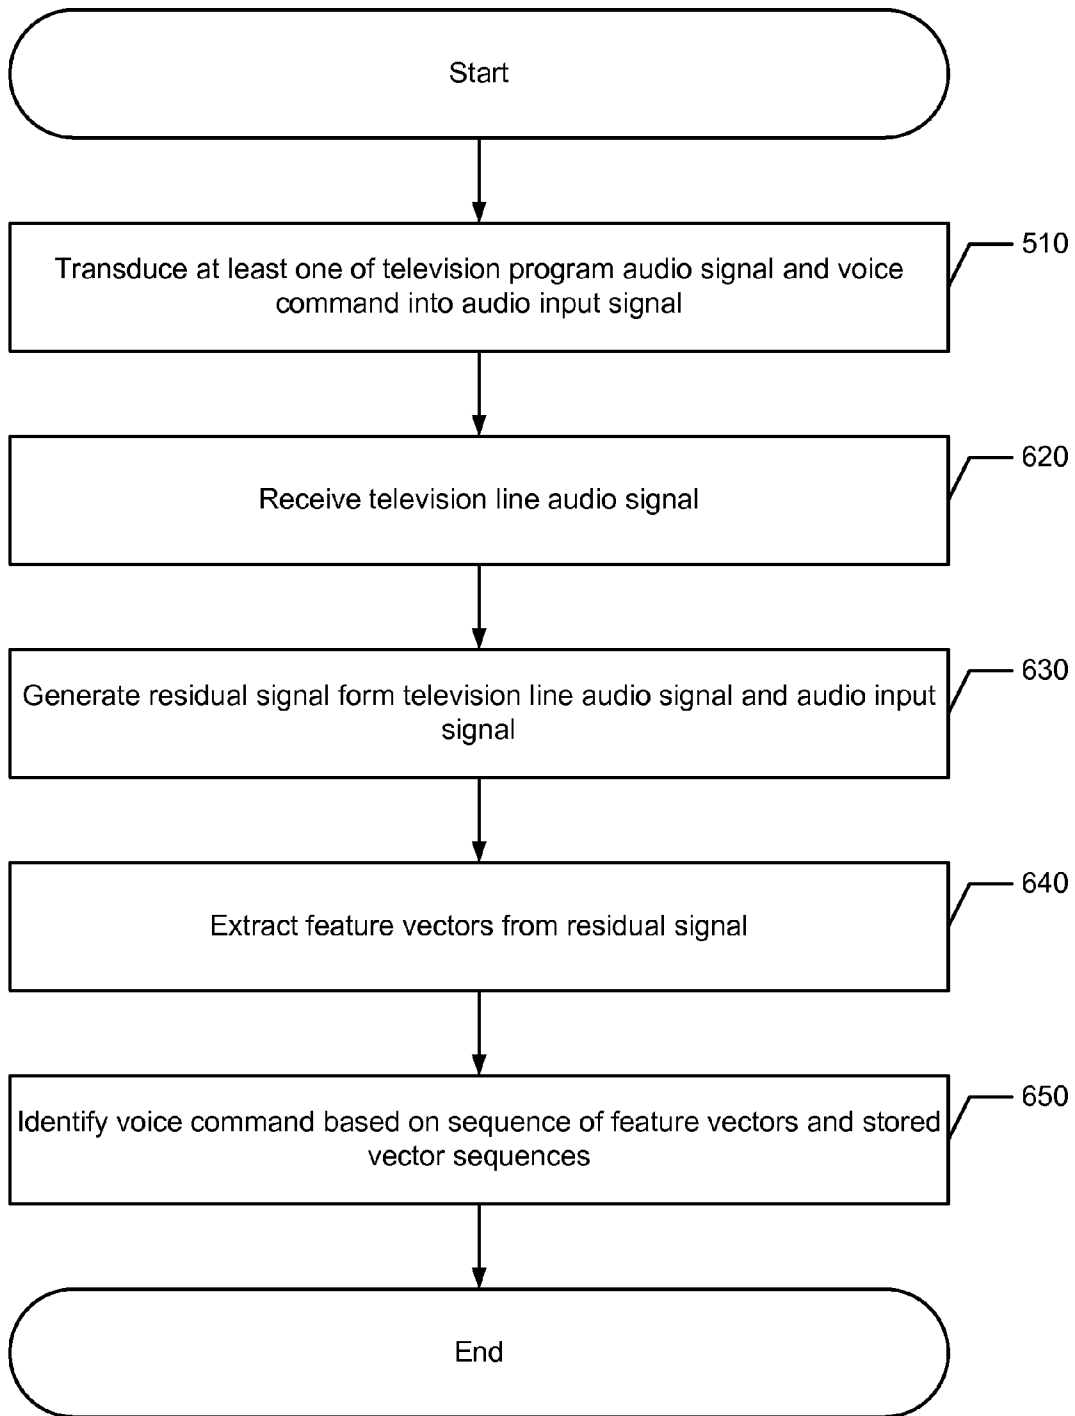 Start
Transduce at least one of television program audio signal and voice
command into audio input signal
510
Receive television line audio signal
620
Generate residual signal form television line audio signal and audio input
signal
630
Extract feature vectors from residual signal
640
Identify voice command based on sequence of feature vectors and stored
vector sequences
650
End